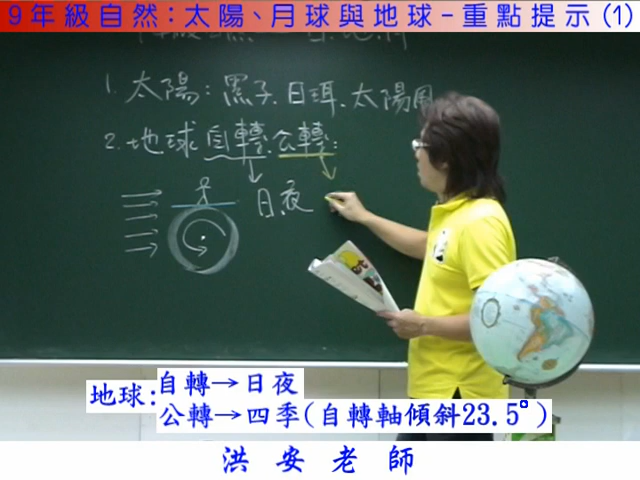 9年級自然:太陽、月球與地球-重點提示(1)
1. 太陽:黑子.日珥.太陽風
2. 地球自轉.公轉:
日夜
地球:
自轉→日夜
公轉→四季(自轉軸傾斜23.5°)
洪安老師